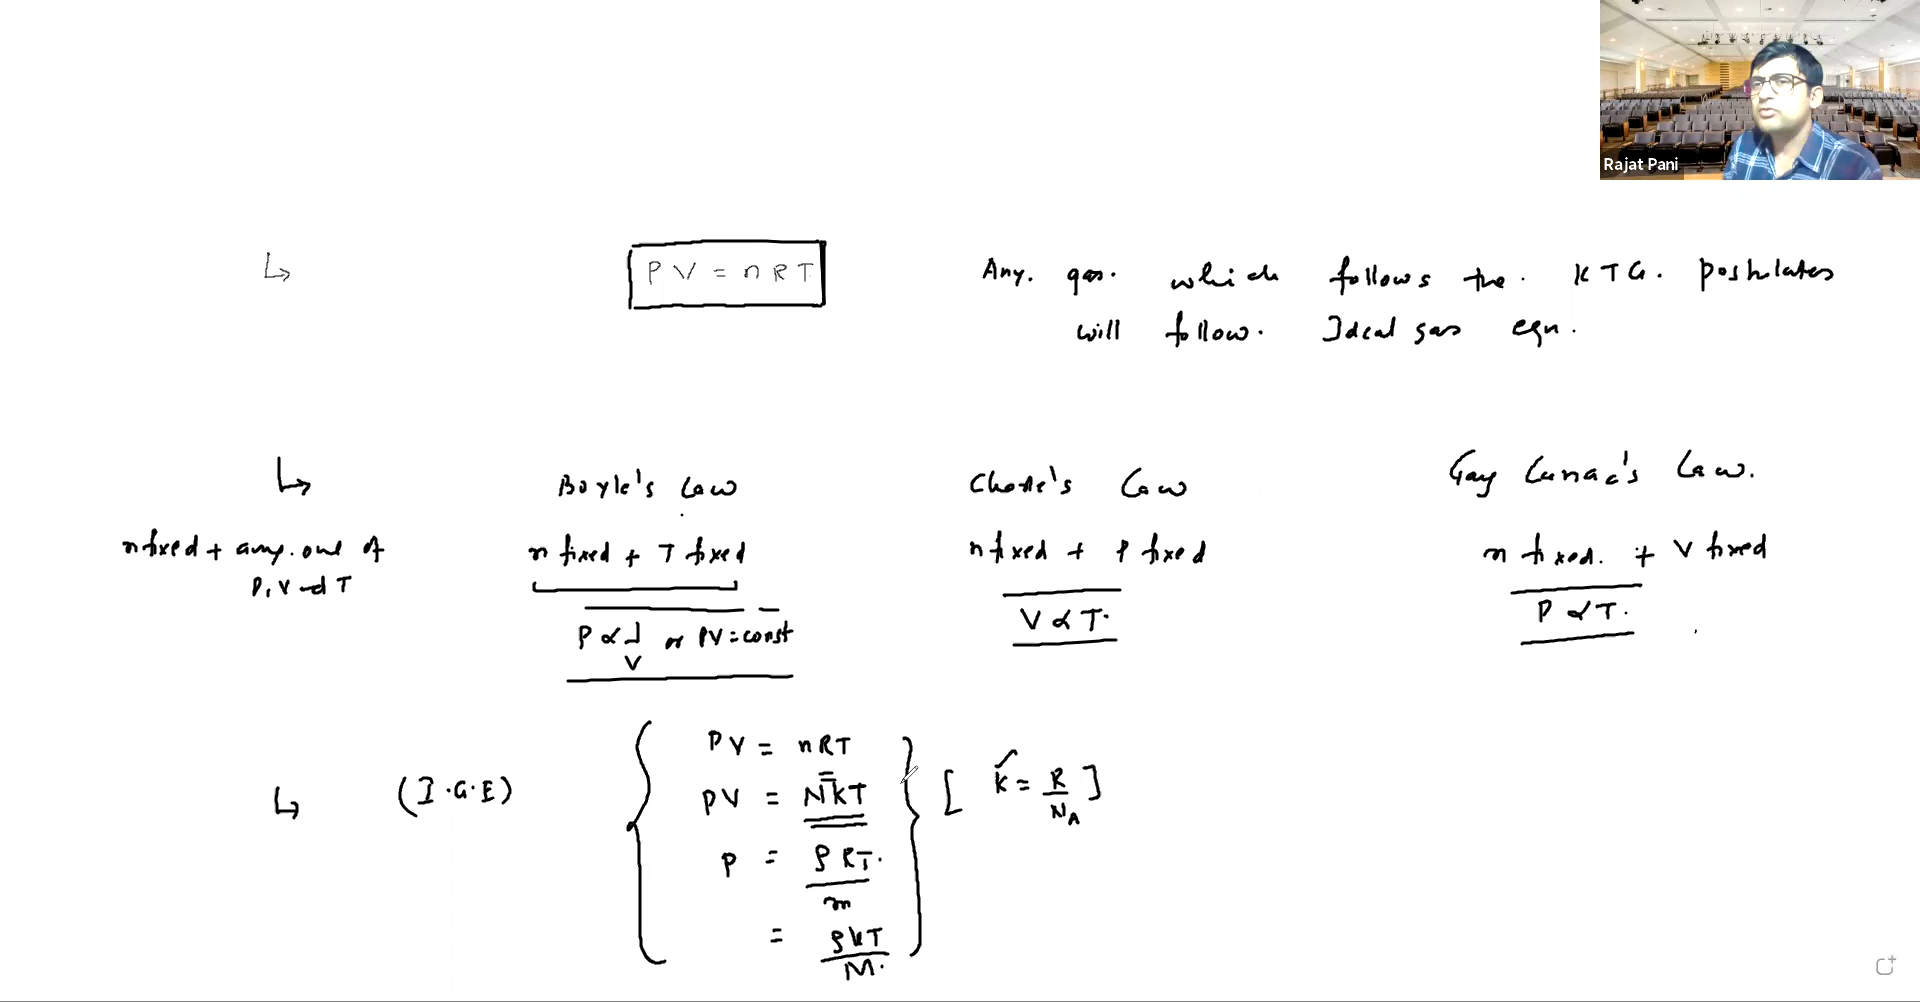 Rajat Pani
PV = nRT
Any. gas. which follows the. KTG. postulates
will follow. Ideal gas eqn.
Boyle's Law
Charle's Law
Gay Lussac's Law.
n fixed + any. one of
P, V and T
n fixed + T fixed
n fixed + P fixed
n fixed. + V fixed
P ∝ 1/V or PV = const
V ∝ T.
P ∝ T.
(I.G.E)
PV = nRT
PV = NkT
[ k = R/N_A ]
P = ρRT./m
= ρkT/M.